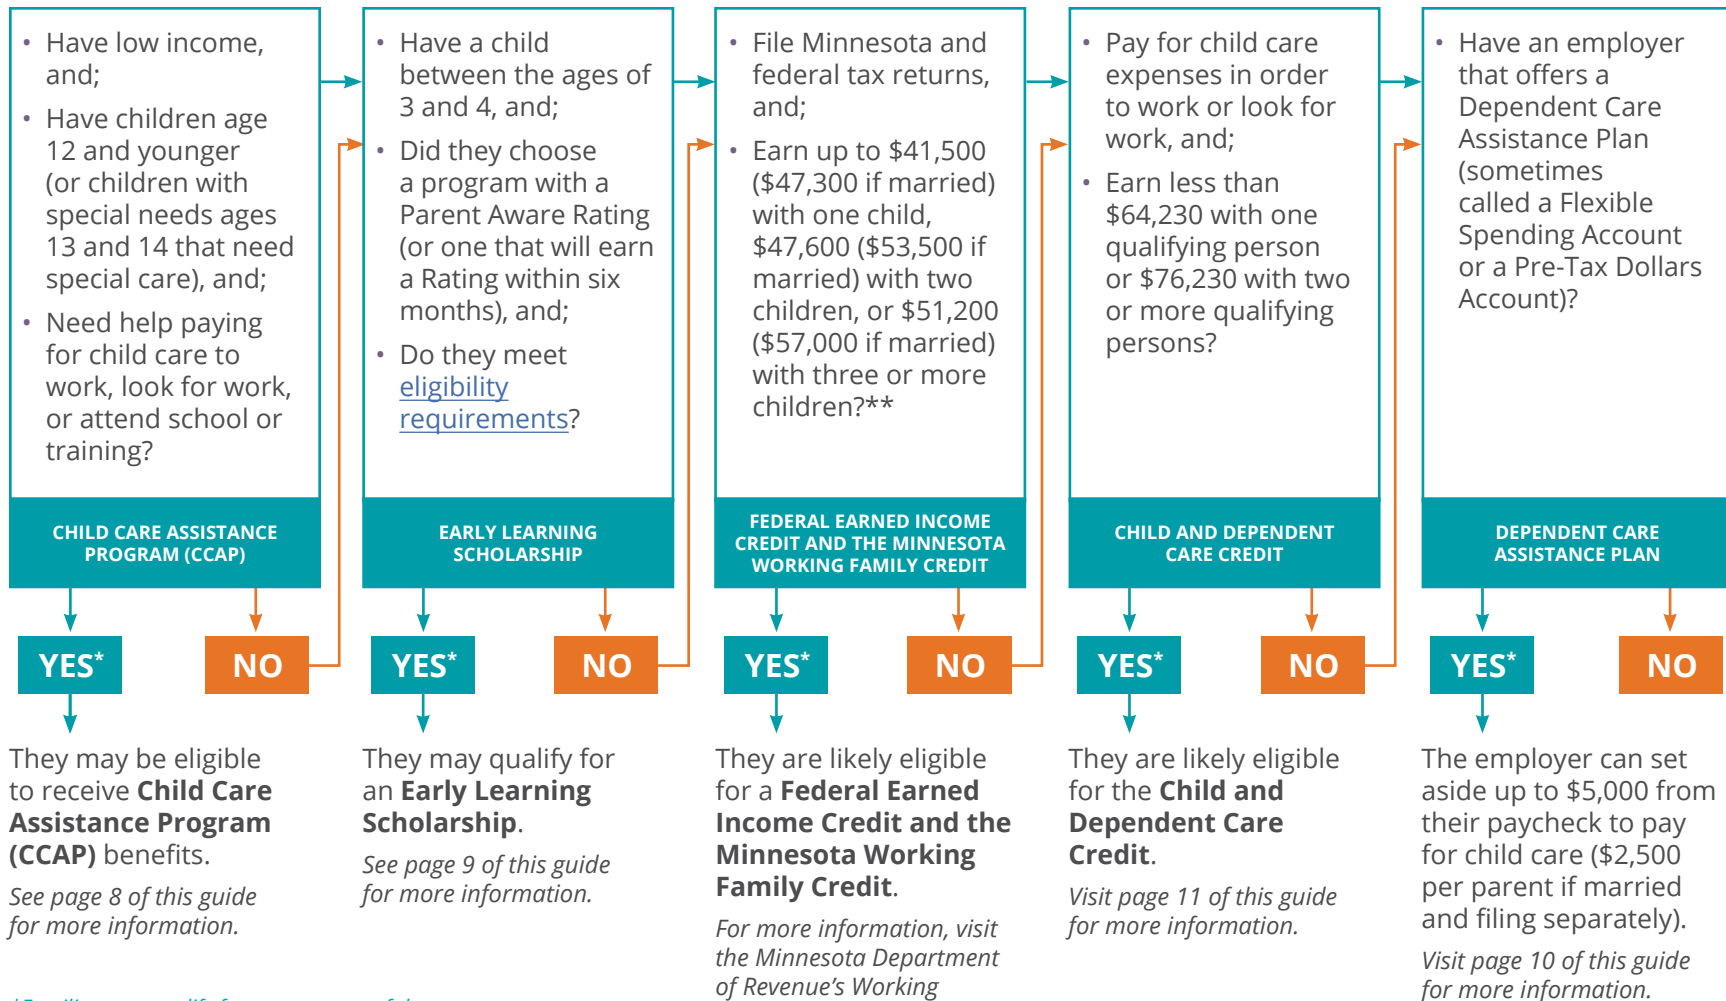 • Have low income,
and;
• Have children age
12 and younger
(or children with
special needs ages
13 and 14 that need
special care), and;
• Need help paying
for child care to
work, look for work,
or attend school or
training?
CHILD CARE ASSISTANCE
PROGRAM (CCAP)
YES*
NO
They may be eligible
to receive Child Care
Assistance Program
(CCAP) benefits.
See page 8 of this guide
for more information.
• Have a child
between the ages of
3 and 4, and;
• Did they choose
a program with a
Parent Aware Rating
(or one that will earn
a Rating within six
months), and;
• Do they meet
eligibility
requirements?
EARLY LEARNING
SCHOLARSHIP
YES*
NO
They may qualify for
an Early Learning
Scholarship.
See page 9 of this guide
for more information.
• File Minnesota and
federal tax returns,
and;
• Earn up to $41,500
($47,300 if married)
with one child,
$47,600 ($53,500 if
married) with two
children, or $51,200
($57,000 if married)
with three or more
children?**
FEDERAL EARNED INCOME
CREDIT AND THE MINNESOTA
WORKING FAMILY CREDIT
YES*
NO
They are likely eligible
for a Federal Earned
Income Credit and the
Minnesota Working
Family Credit.
For more information, visit
the Minnesota Department
of Revenue's Working
• Pay for child care
expenses in order
to work or look for
work, and;
• Earn less than
$64,230 with one
qualifying person
or $76,230 with two
or more qualifying
persons?
CHILD AND DEPENDENT
CARE CREDIT
YES*
NO
They are likely eligible
for the Child and
Dependent Care
Credit.
Visit page 11 of this guide
for more information.
• Have an employer
that offers a
Dependent Care
Assistance Plan
(sometimes
called a Flexible
Spending Account
or a Pre-Tax Dollars
Account)?
DEPENDENT CARE
ASSISTANCE PLAN
YES*
NO
The employer can set
aside up to $5,000 from
their paycheck to pay
for child care ($2,500
per parent if married
and filing separately).
Visit page 10 of this guide
for more information.